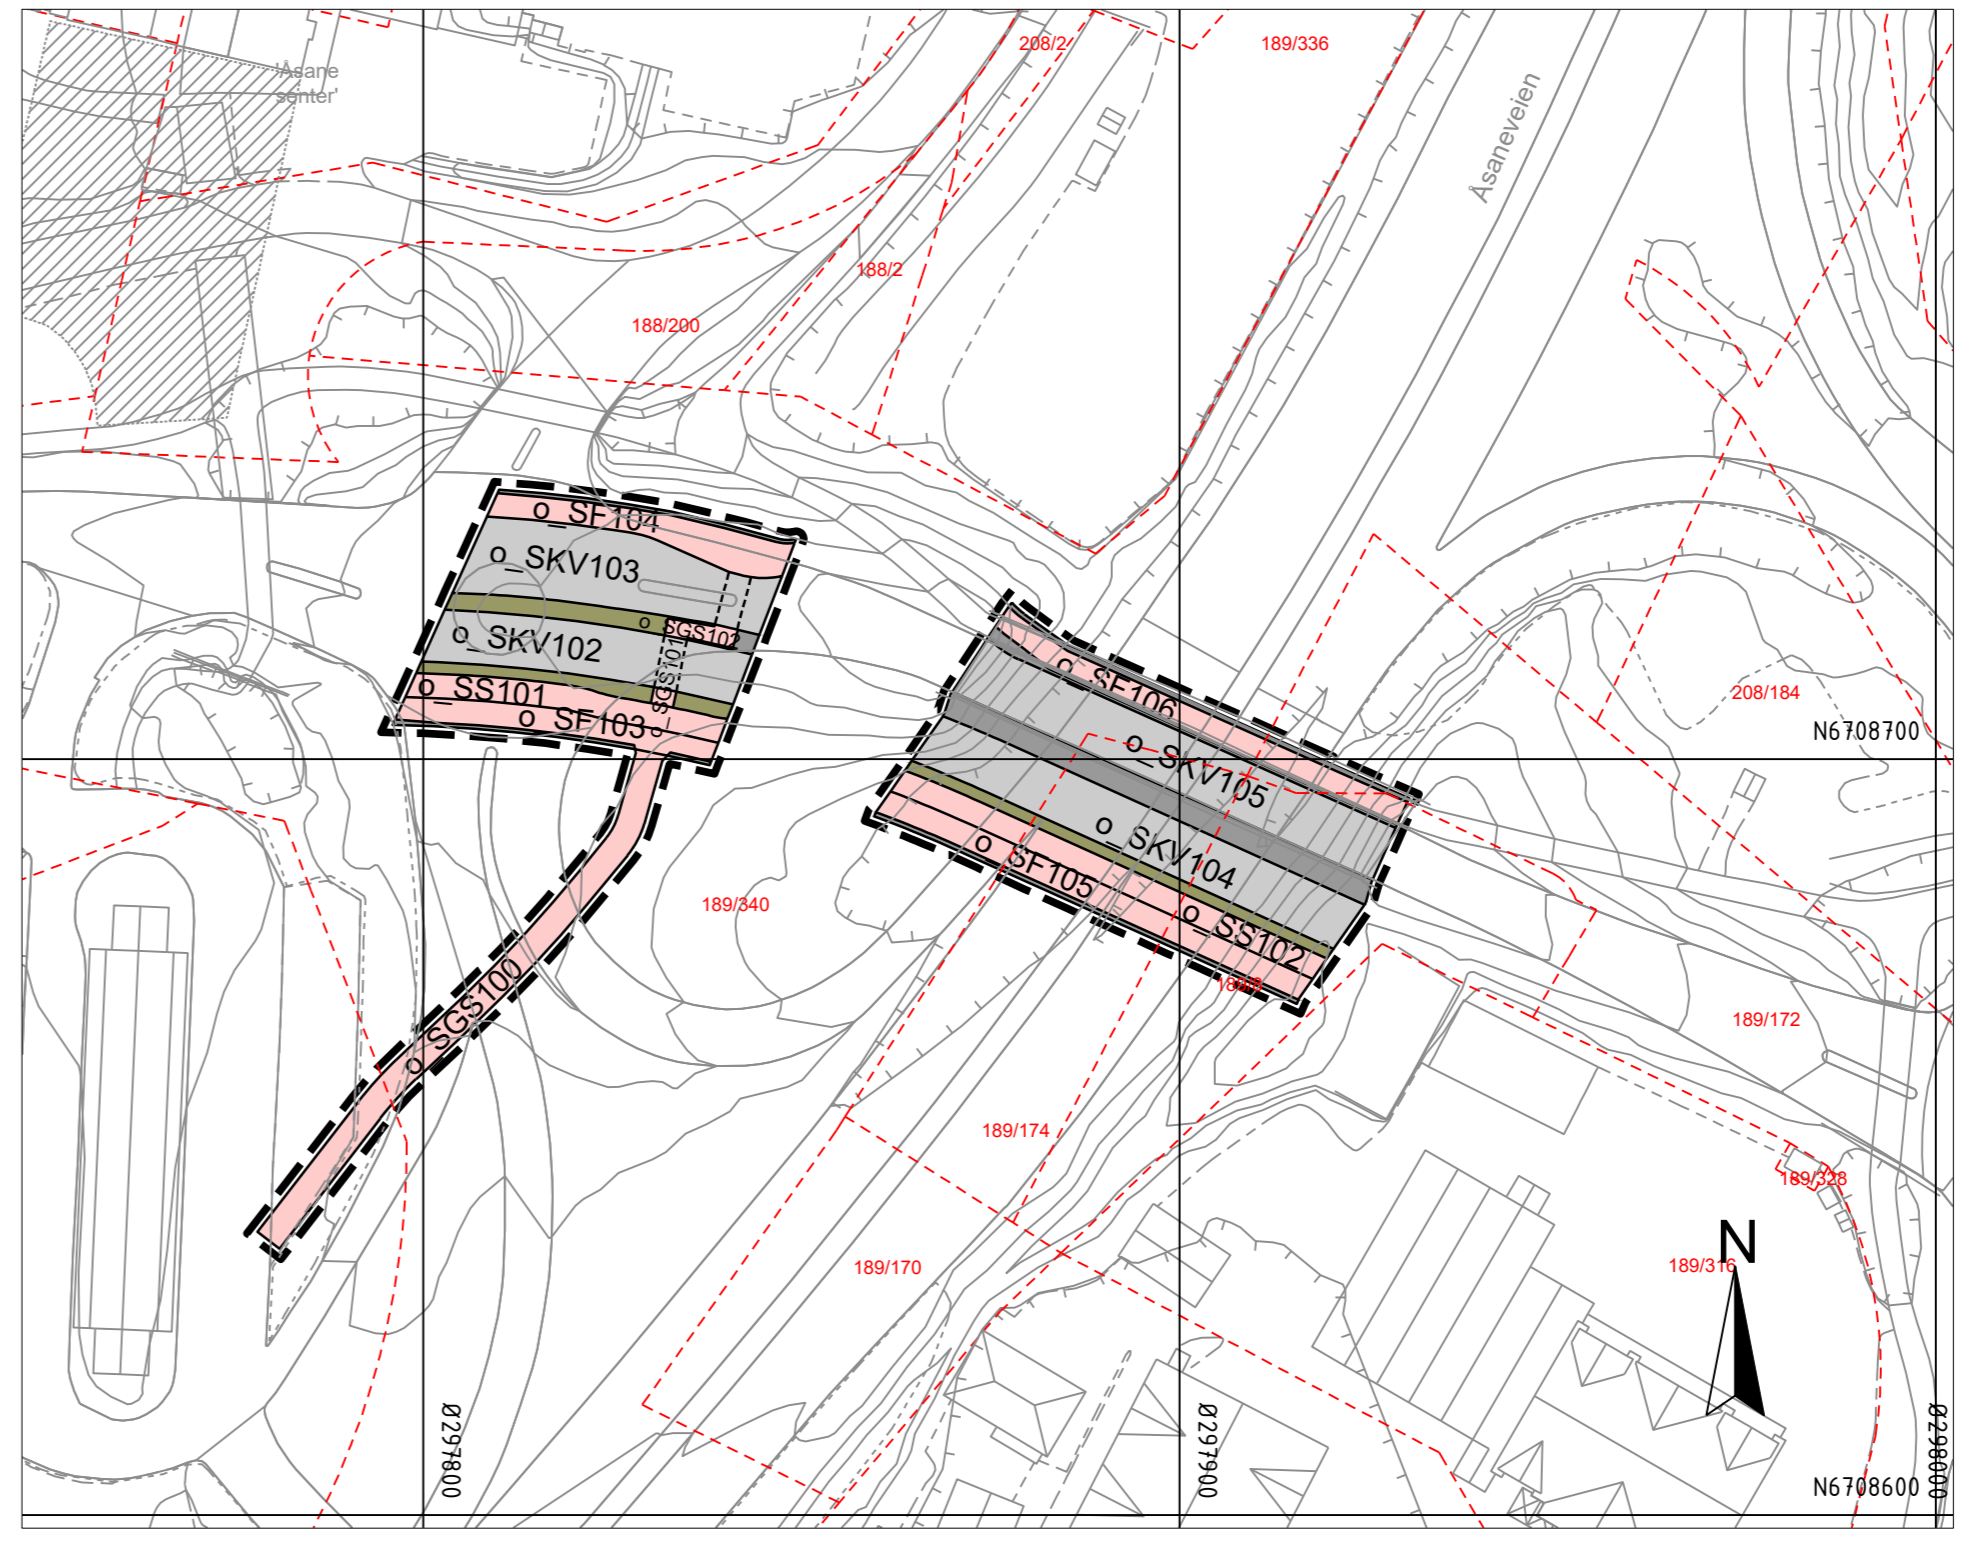 208/2
189/336
'Åsane
senter'
Åsaneveien
188/2
188/200
o_SF104
o_SKV103
o_SGS102
o_SKV102
o_SGS101
o_SS101
o_SF103
o_SF106
208/184
N6708700
o_SKV105
o_SKV104
o_SF105
189/340
o_SS102
o_SGS100
189/172
189/174
189/328
N
189/316
189/170
Ø297800
Ø297900
Ø298000
N6708600